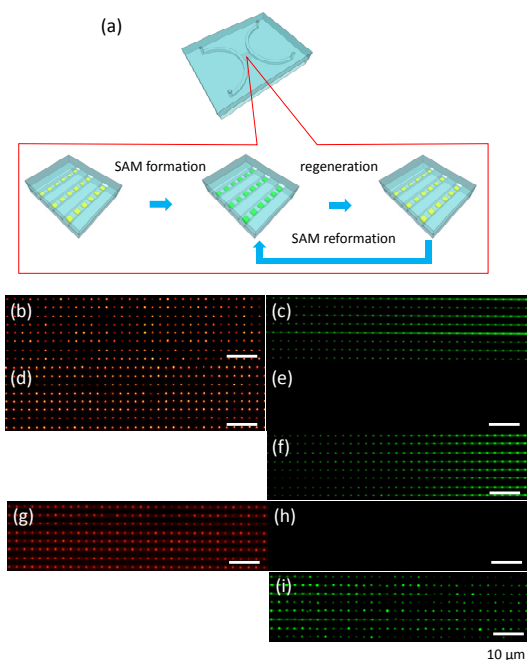 (a)
SAM formation
regeneration
SAM reformation
(b)
(c)
(d)
(e)
(f)
(g)
(h)
(i)
10 μm